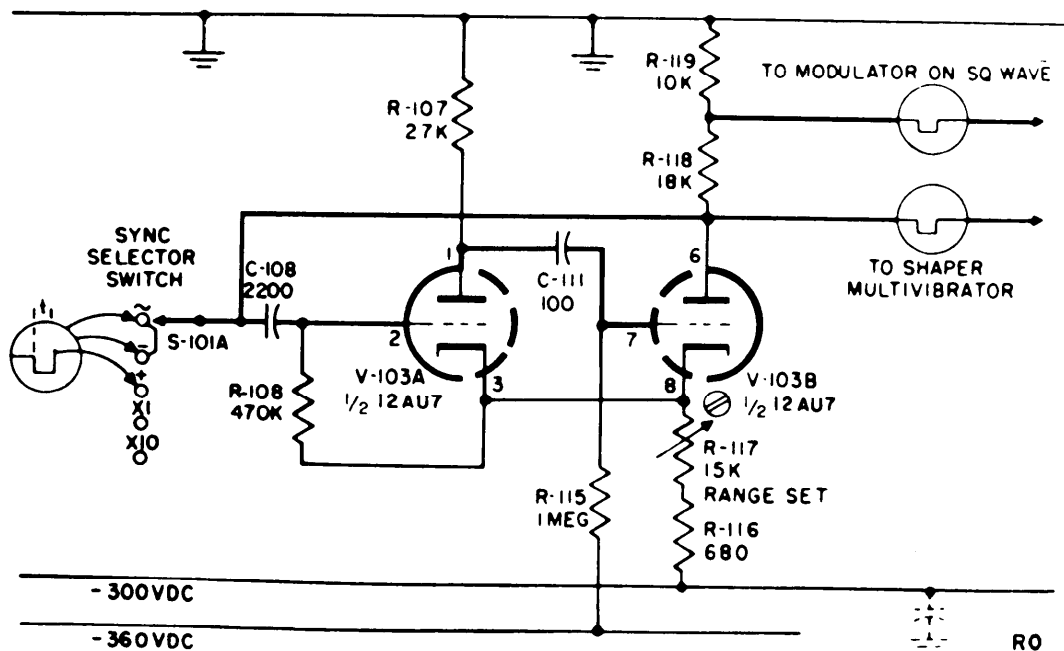 R-119
10K
TO MODULATOR ON SQ WAVE
R-107
27K
R-118
18K
SYNC
SELECTOR
SWITCH
C-108
2200
1
C-111
100
6
TO SHAPER
MULTIVIBRATOR
~
S-101A
-
+
X1
X10
2
3
7
8
R-108
470K
V-103A
1/2 12AU7
V-103B
1/2 12AU7
R-117
15K
RANGE SET
R-115
1MEG
R-116
680
-300VDC
-360VDC
RO